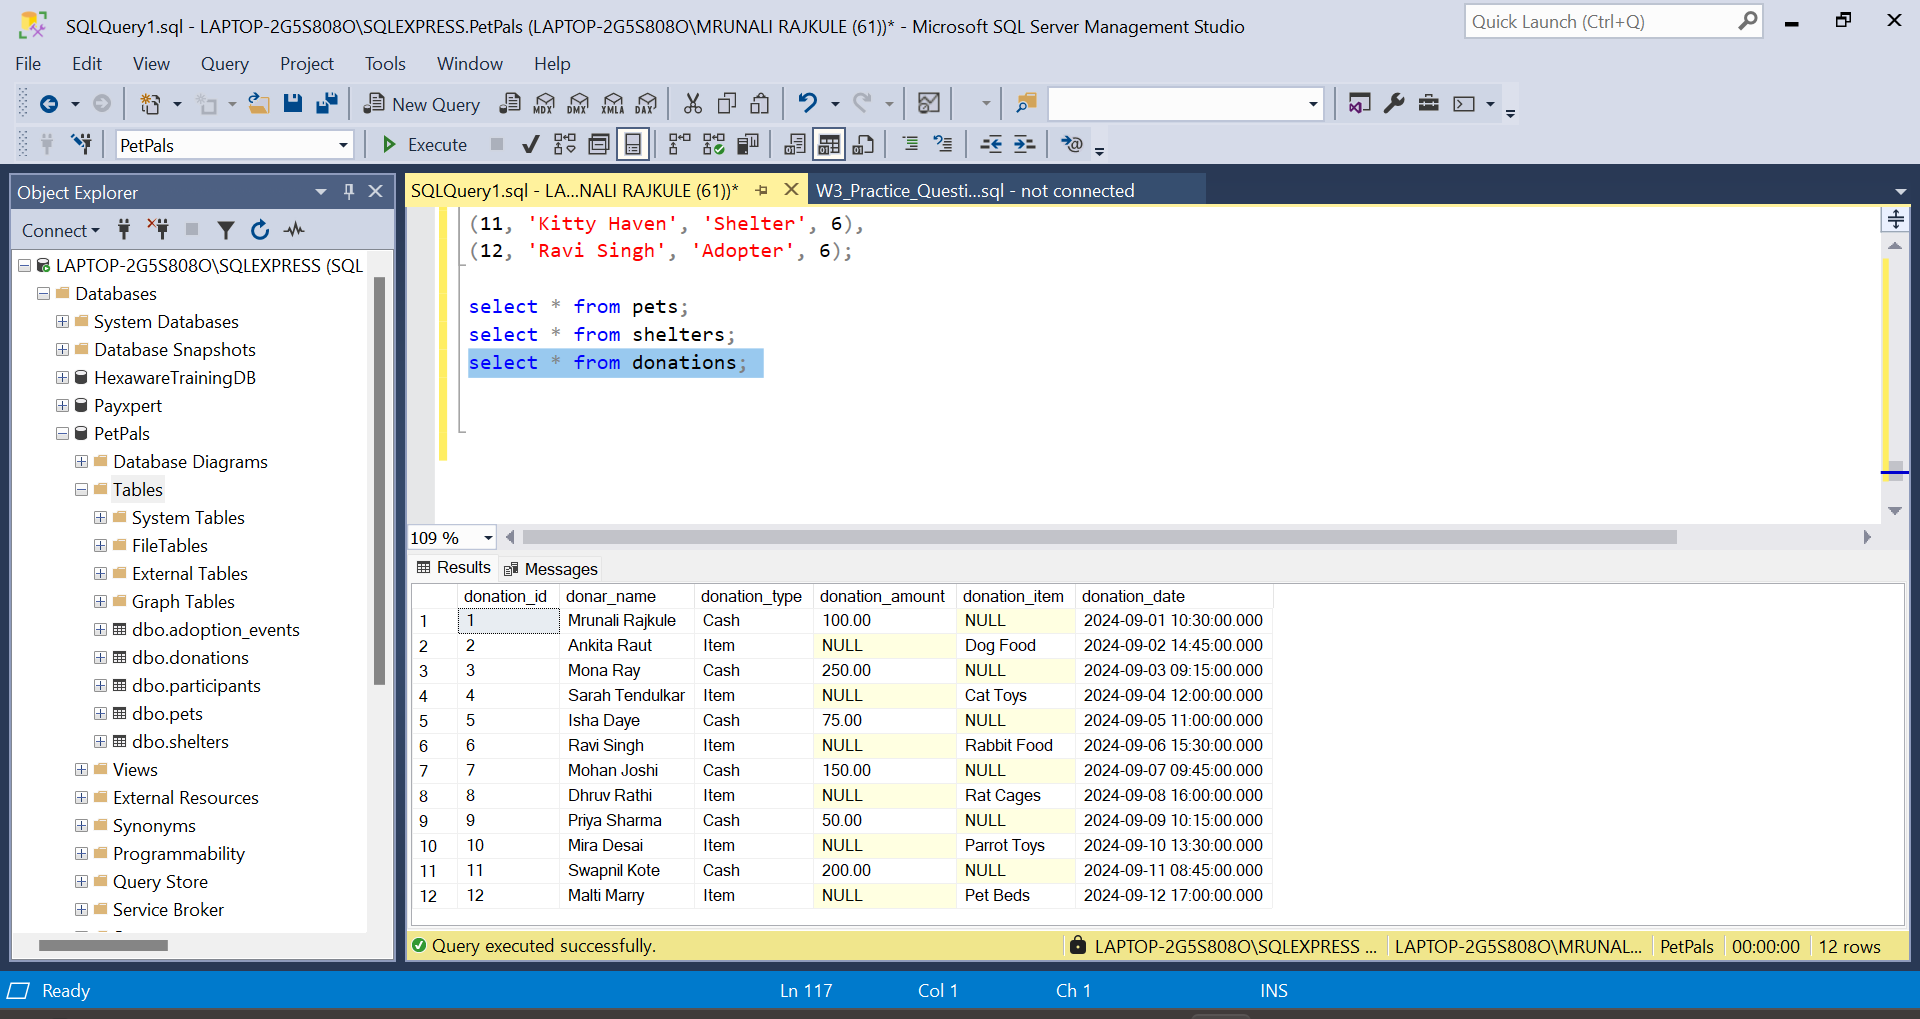 SQLQuery1.sql - LAPTOP-2G5S808O\SQLEXPRESS.PetPals (LAPTOP-2G5S808O\MRUNALI RAJKULE (61))* - Microsoft SQL Server Management Studio
Quick Launch (Ctrl+Q)
File Edit View Query Project Tools Window Help
New Query MDX DMX XMLA DAX
PetPals Execute
Object Explorer
Connect
LAPTOP-2G5S808O\SQLEXPRESS (SQL
Databases
System Databases
Database Snapshots
HexawareTrainingDB
Payxpert
PetPals
Database Diagrams
Tables
System Tables
FileTables
External Tables
Graph Tables
dbo.adoption_events
dbo.donations
dbo.participants
dbo.pets
dbo.shelters
Views
External Resources
Synonyms
Programmability
Query Store
Service Broker
SQLQuery1.sql - LA...NALI RAJKULE (61))* W3_Practice_Questi...sql - not connected
(11, 'Kitty Haven', 'Shelter', 6),
(12, 'Ravi Singh', 'Adopter', 6);
select * from pets;
select * from shelters;
select * from donations;
109 %
Results Messages
donation_id donar_name donation_type donation_amount donation_item donation_date
1 1 Mrunali Rajkule Cash 100.00 NULL 2024-09-01 10:30:00.000
2 2 Ankita Raut Item NULL Dog Food 2024-09-02 14:45:00.000
3 3 Mona Ray Cash 250.00 NULL 2024-09-03 09:15:00.000
4 4 Sarah Tendulkar Item NULL Cat Toys 2024-09-04 12:00:00.000
5 5 Isha Daye Cash 75.00 NULL 2024-09-05 11:00:00.000
6 6 Ravi Singh Item NULL Rabbit Food 2024-09-06 15:30:00.000
7 7 Mohan Joshi Cash 150.00 NULL 2024-09-07 09:45:00.000
8 8 Dhruv Rathi Item NULL Rat Cages 2024-09-08 16:00:00.000
9 9 Priya Sharma Cash 50.00 NULL 2024-09-09 10:15:00.000
10 10 Mira Desai Item NULL Parrot Toys 2024-09-10 13:30:00.000
11 11 Swapnil Kote Cash 200.00 NULL 2024-09-11 08:45:00.000
12 12 Malti Marry Item NULL Pet Beds 2024-09-12 17:00:00.000
Query executed successfully. LAPTOP-2G5S808O\SQLEXPRESS ... LAPTOP-2G5S808O\MRUNAL... PetPals 00:00:00 12 rows
Ready Ln 117 Col 1 Ch 1 INS